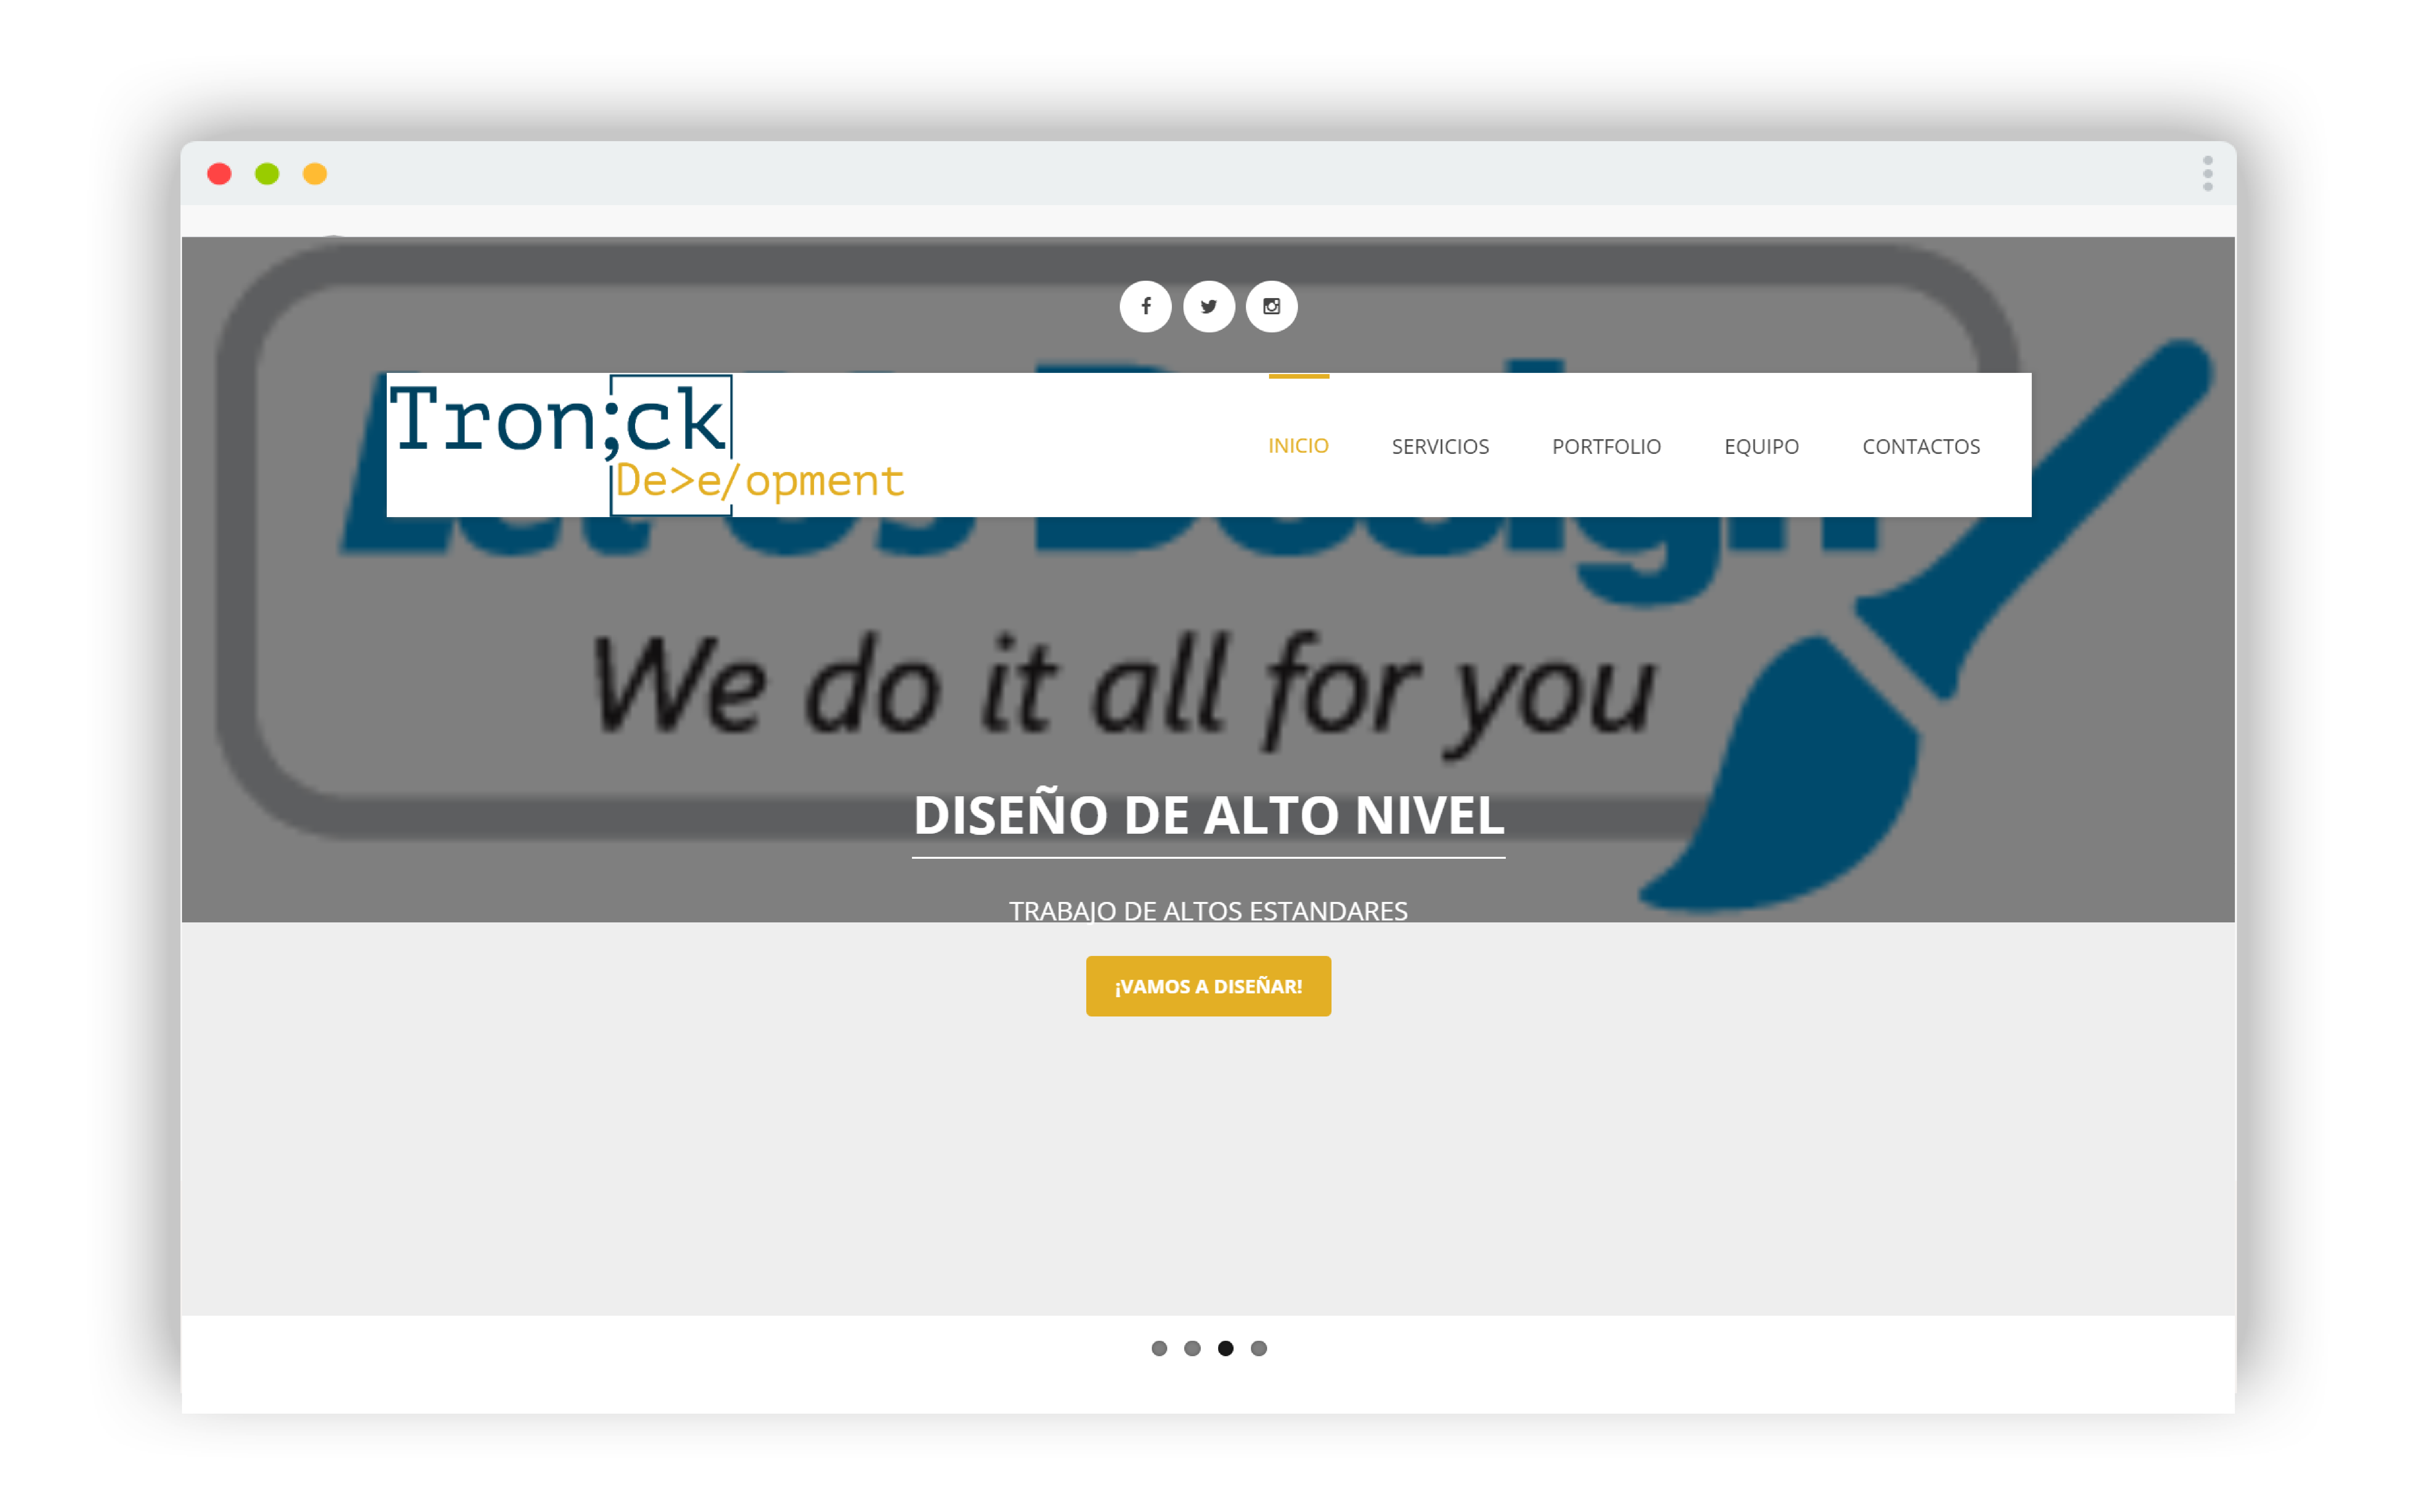 Tron;ck
De>e/opment
INICIO SERVICIOS PORTFOLIO EQUIPO CONTACTOS
We do it all for you
DISEÑO DE ALTO NIVEL
TRABAJO DE ALTOS ESTANDARES
¡VAMOS A DISEÑAR!